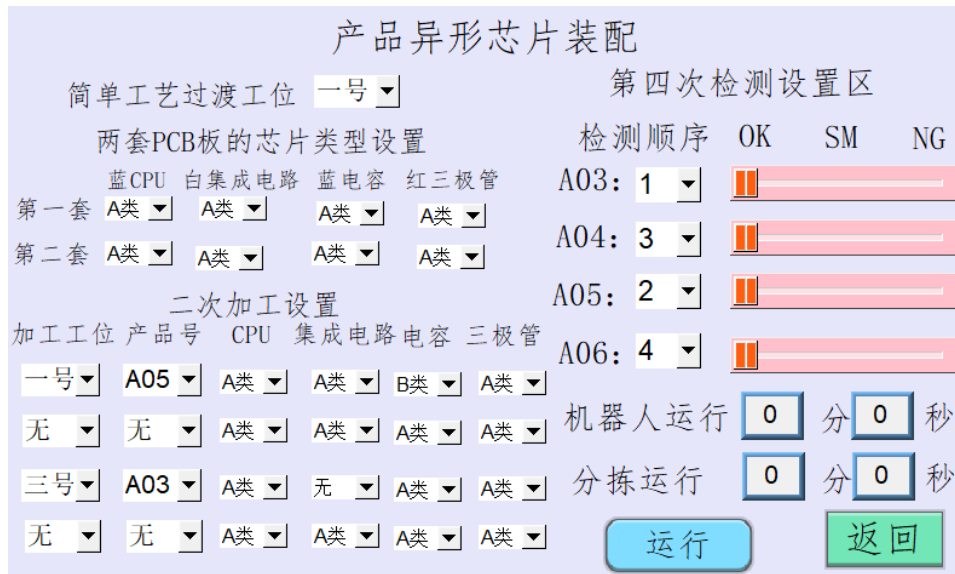 产品异形芯片装配
简单工艺过渡工位 一号
两套PCB板的芯片类型设置
蓝CPU 白集成电路 蓝电容 红三极管
第一套 A类 A类 A类 A类
第二套 A类 A类 A类 A类
二次加工设置
加工工位 产品号 CPU 集成电路 电容 三极管
一号 A05 A类 A类 B类 A类
无 无 A类 A类 A类 A类
三号 A03 A类 无 A类 A类
无 无 A类 A类 A类 A类
第四次检测设置区
检测顺序 OK SM NG
A03: 1
A04: 3
A05: 2
A06: 4
机器人运行 0 分 0 秒
分拣运行 0 分 0 秒
运行 返回